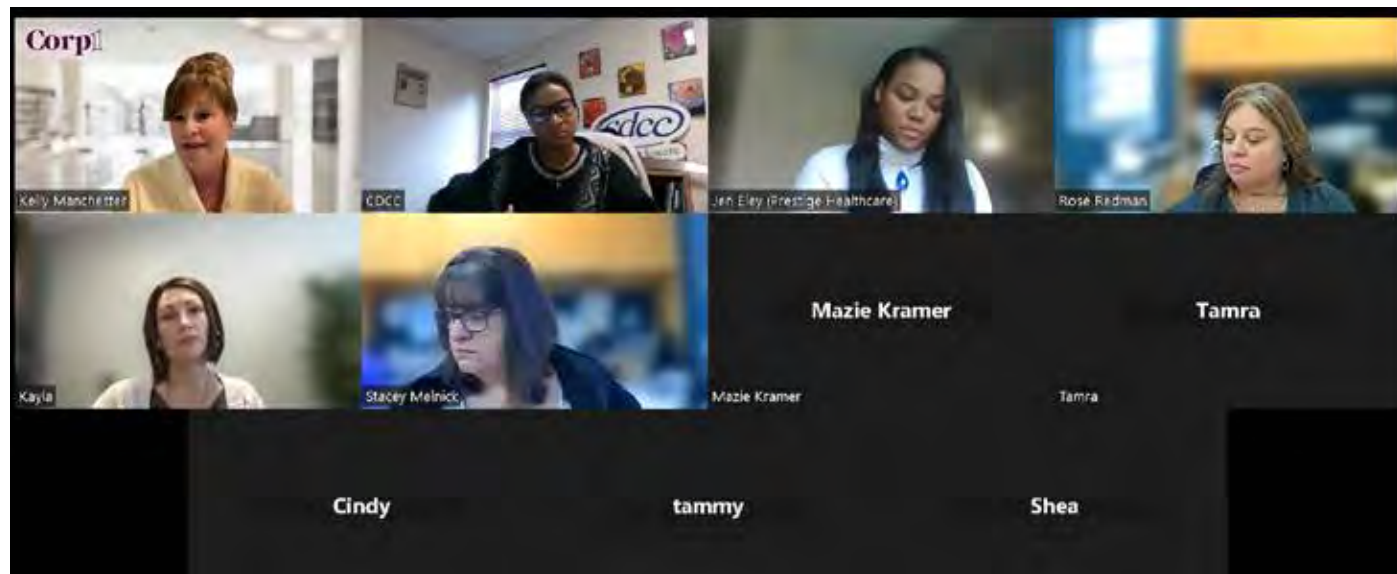 Corp1
cdcc
Kelly Manchetter
CDCC
Jen Eley (Prestige Healthcare)
Rose Redman
Mazie Kramer
Tamra
Kayla
Stacey Melnick
Mazie Kramer
Tamra
Cindy
tammy
Shea